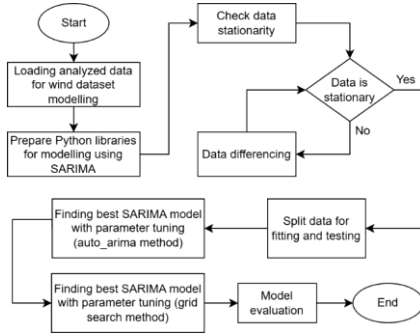 Start
Loading analyzed data
for wind dataset
modelling
Prepare Python libraries
for modelling using
SARIMA
Check data
stationarity
Data is
stationary
Yes
No
Data differencing
Split data for
fitting and testing
Finding best SARIMA model
with parameter tuning
(auto_arima method)
Finding best SARIMA model
with parameter tuning (grid
search method)
Model
evaluation
End